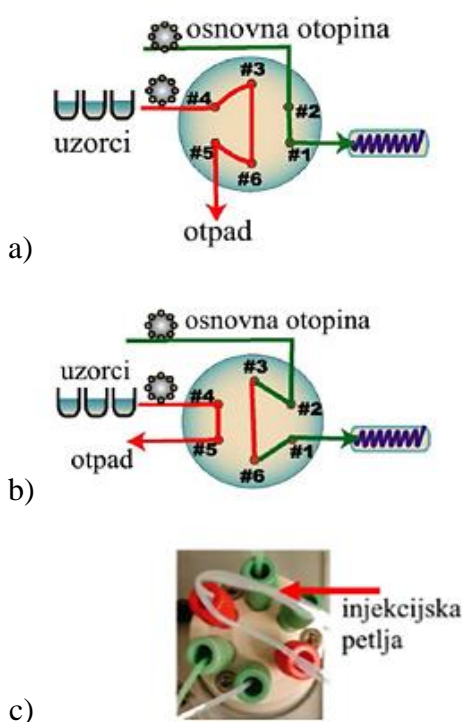 osnovna otopina
#3
#4
#2
uzorci
#5
#1
#6
otpad
a)
osnovna otopina
uzorci
#3
#4
#2
otpad
#5
#1
#6
b)
injekcijska
petlja
c)